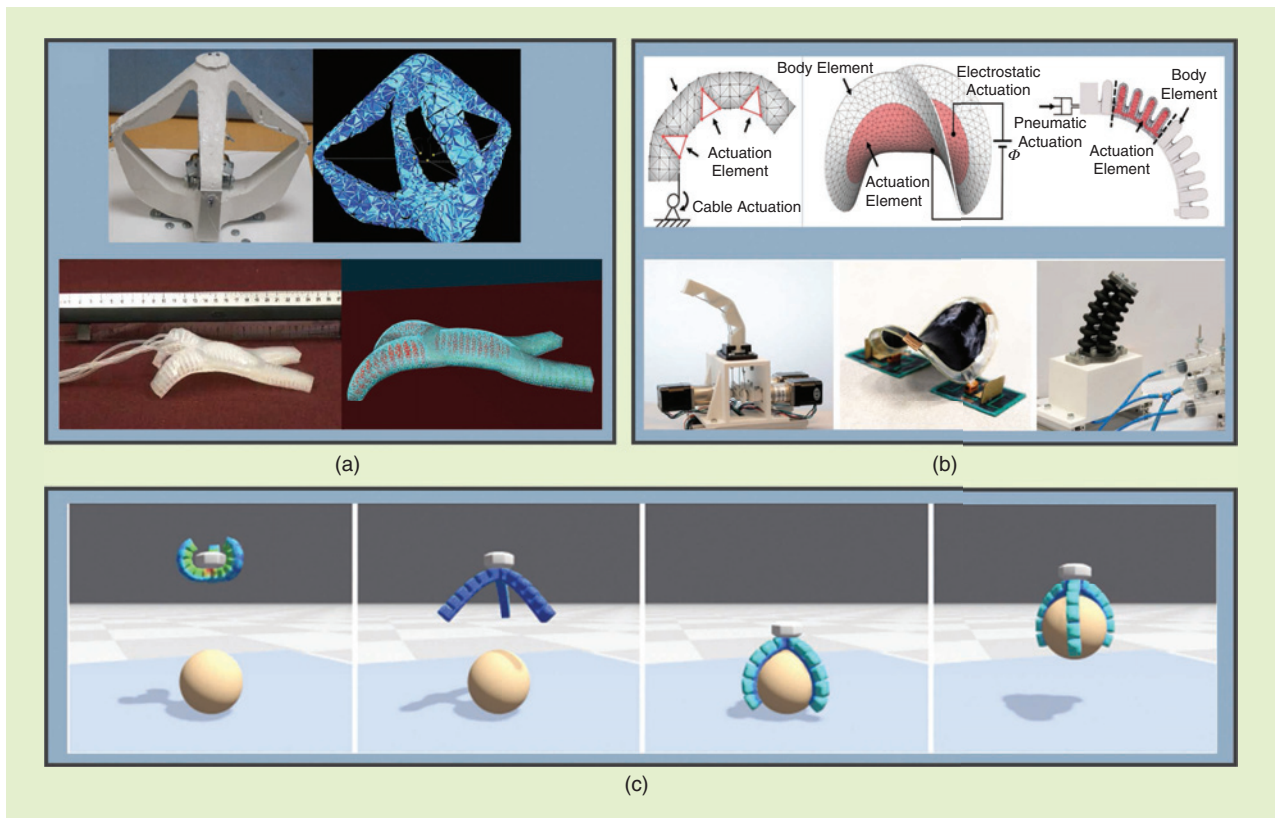 Body Element
Electrostatic
Actuation
Body
Element
Pneumatic
Actuation
Φ
Actuation
Element
Actuation
Element
Actuation
Element
Cable Actuation
(a)
(b)
(c)